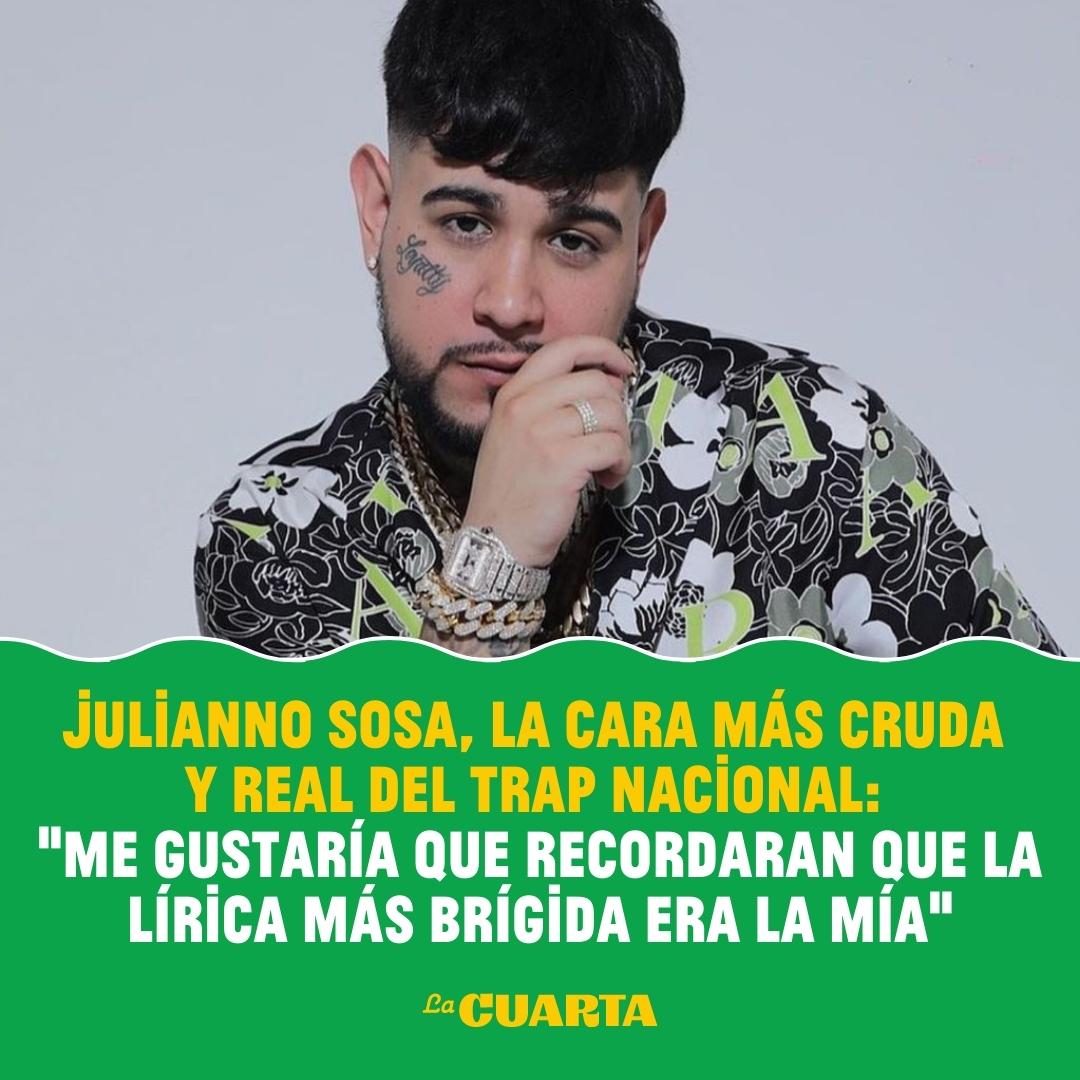 Loyalty
JULIANNO SOSA, LA CARA MÁS CRUDA
Y REAL DEL TRAP NACIONAL:
"ME GUSTARÍA QUE RECORDARAN QUE LA
LÍRICA MÁS BRÍGIDA ERA LA MÍA"
La CUARTA